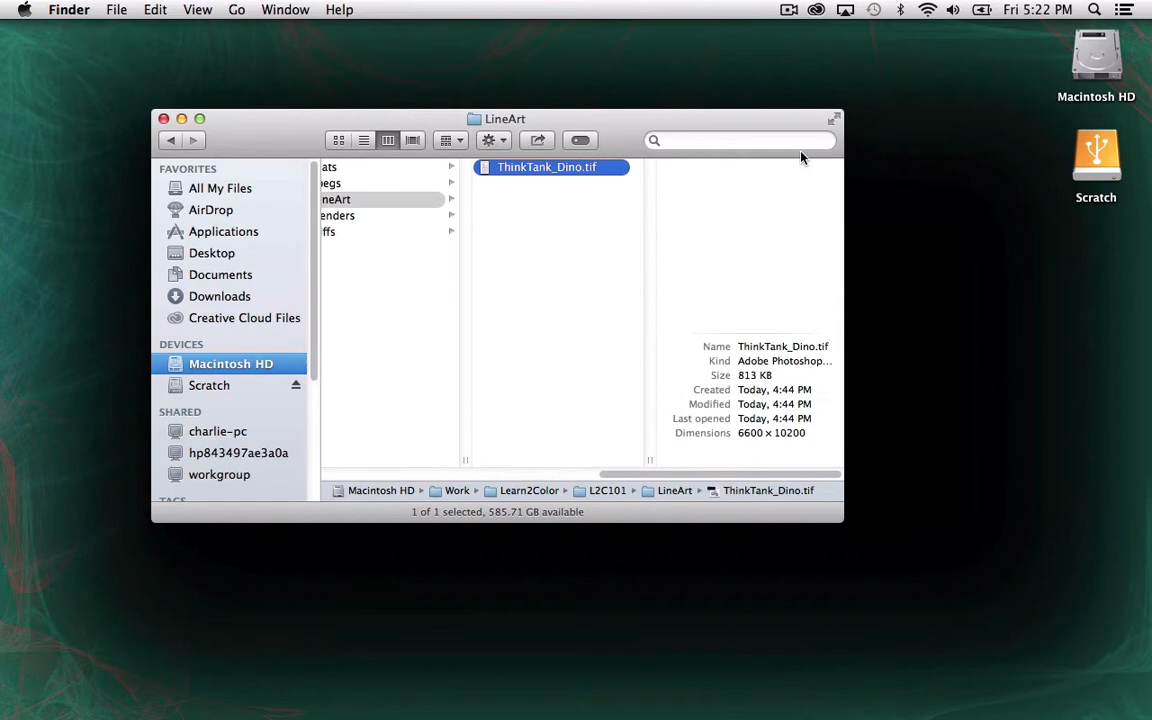 Finder File Edit View Go Window Help Fri 5:22 PM
Macintosh HD
Scratch
LineArt
FAVORITES
All My Files
AirDrop
Applications
Desktop
Documents
Downloads
Creative Cloud Files
DEVICES
Macintosh HD
Scratch
SHARED
charlie-pc
hp843497ae3a0a
workgroup
ats
pegs
neArt
enders
ffs
ThinkTank_Dino.tif
Name ThinkTank_Dino.tif
Kind Adobe Photoshop...
Size 813 KB
Created Today, 4:44 PM
Modified Today, 4:44 PM
Last opened Today, 4:44 PM
Dimensions 6600 × 10200
Macintosh HD Work Learn2Color L2C101 LineArt ThinkTank_Dino.tif
1 of 1 selected, 585.71 GB available